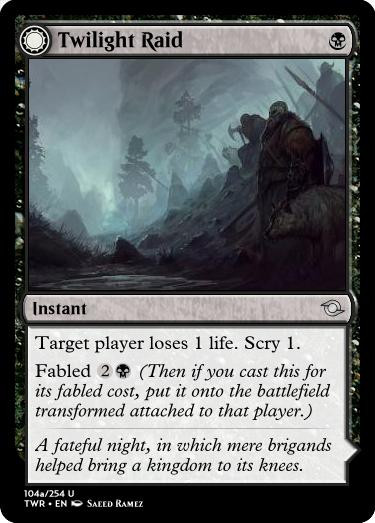 Twilight Raid
Instant
Target player loses 1 life. Scry 1.
Fabled 2 (Then if you cast this for
its fabled cost, put it onto the battlefield
transformed attached to that player.)
A fateful night, in which mere brigands
helped bring a kingdom to its knees.
104a/254 U
TWR • EN Saeed Ramez